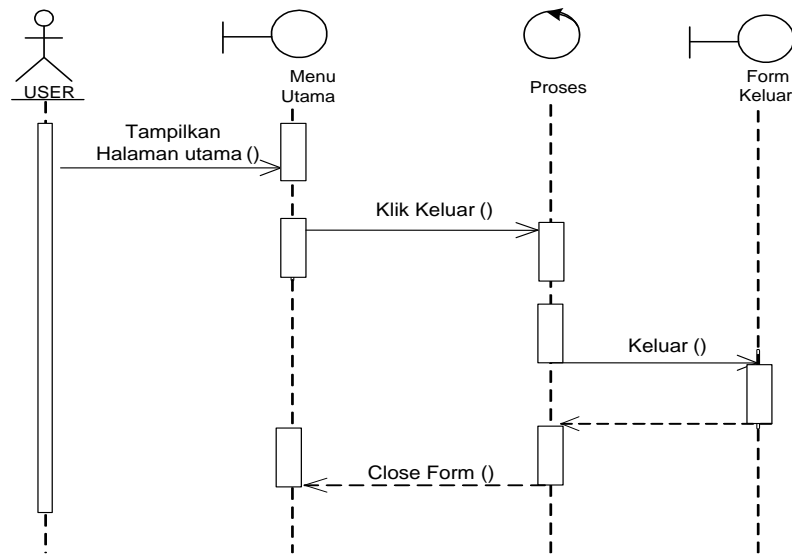 USER
Menu
Utama
Proses
Form
Keluar
Tampilkan
Halaman utama ()
Klik Keluar ()
Keluar ()
Close Form ()